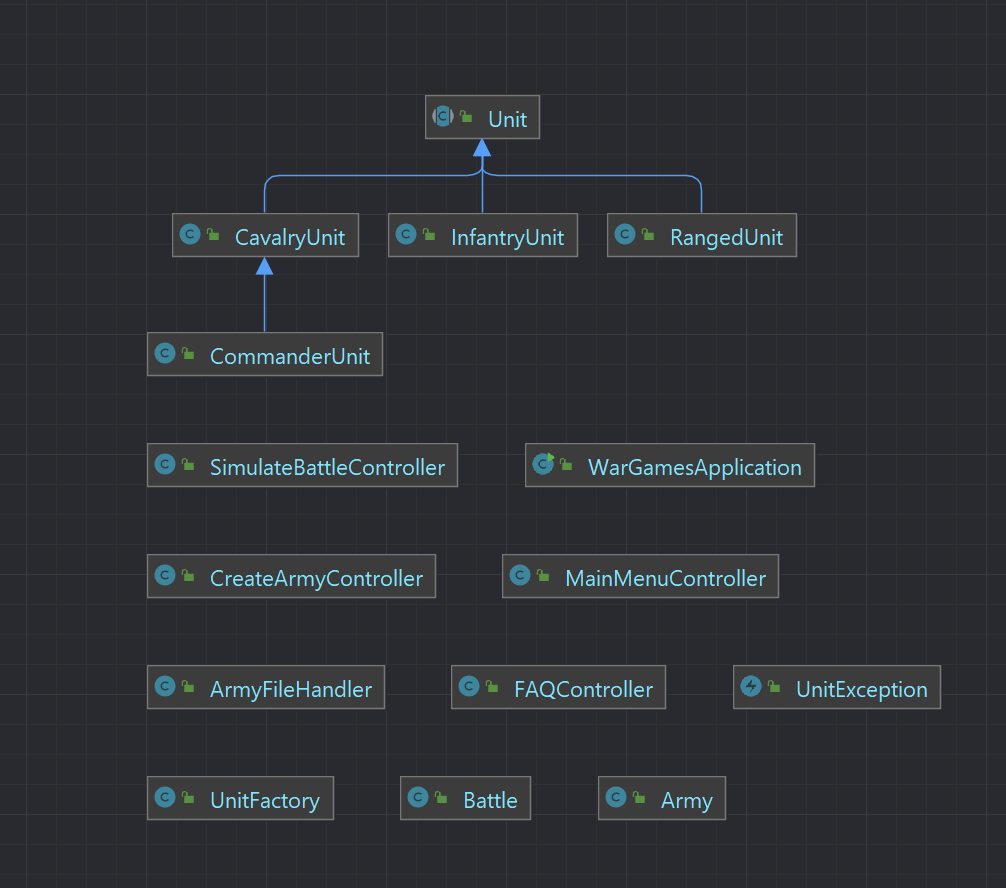 Unit
CavalryUnit
InfantryUnit
RangedUnit
CommanderUnit
SimulateBattleController
WarGamesApplication
CreateArmyController
MainMenuController
ArmyFileHandler
FAQController
UnitException
UnitFactory
Battle
Army